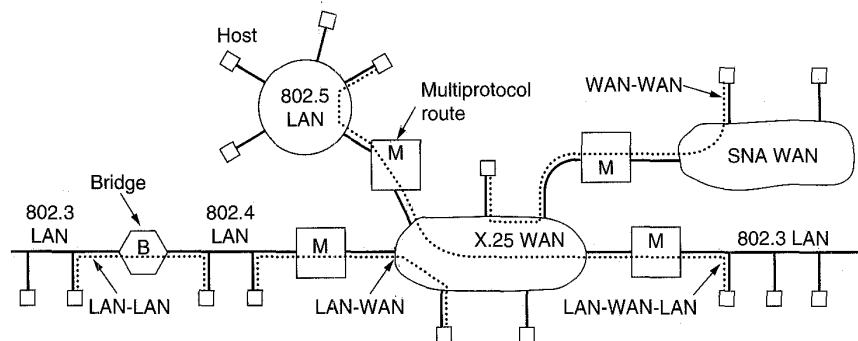 Host
802.5
LAN
Multiprotocol
route
M
WAN-WAN
M
SNA WAN
Bridge
802.3
LAN
B
802.4
LAN
M
X.25 WAN
M
802.3 LAN
LAN-LAN
LAN-WAN
LAN-WAN-LAN